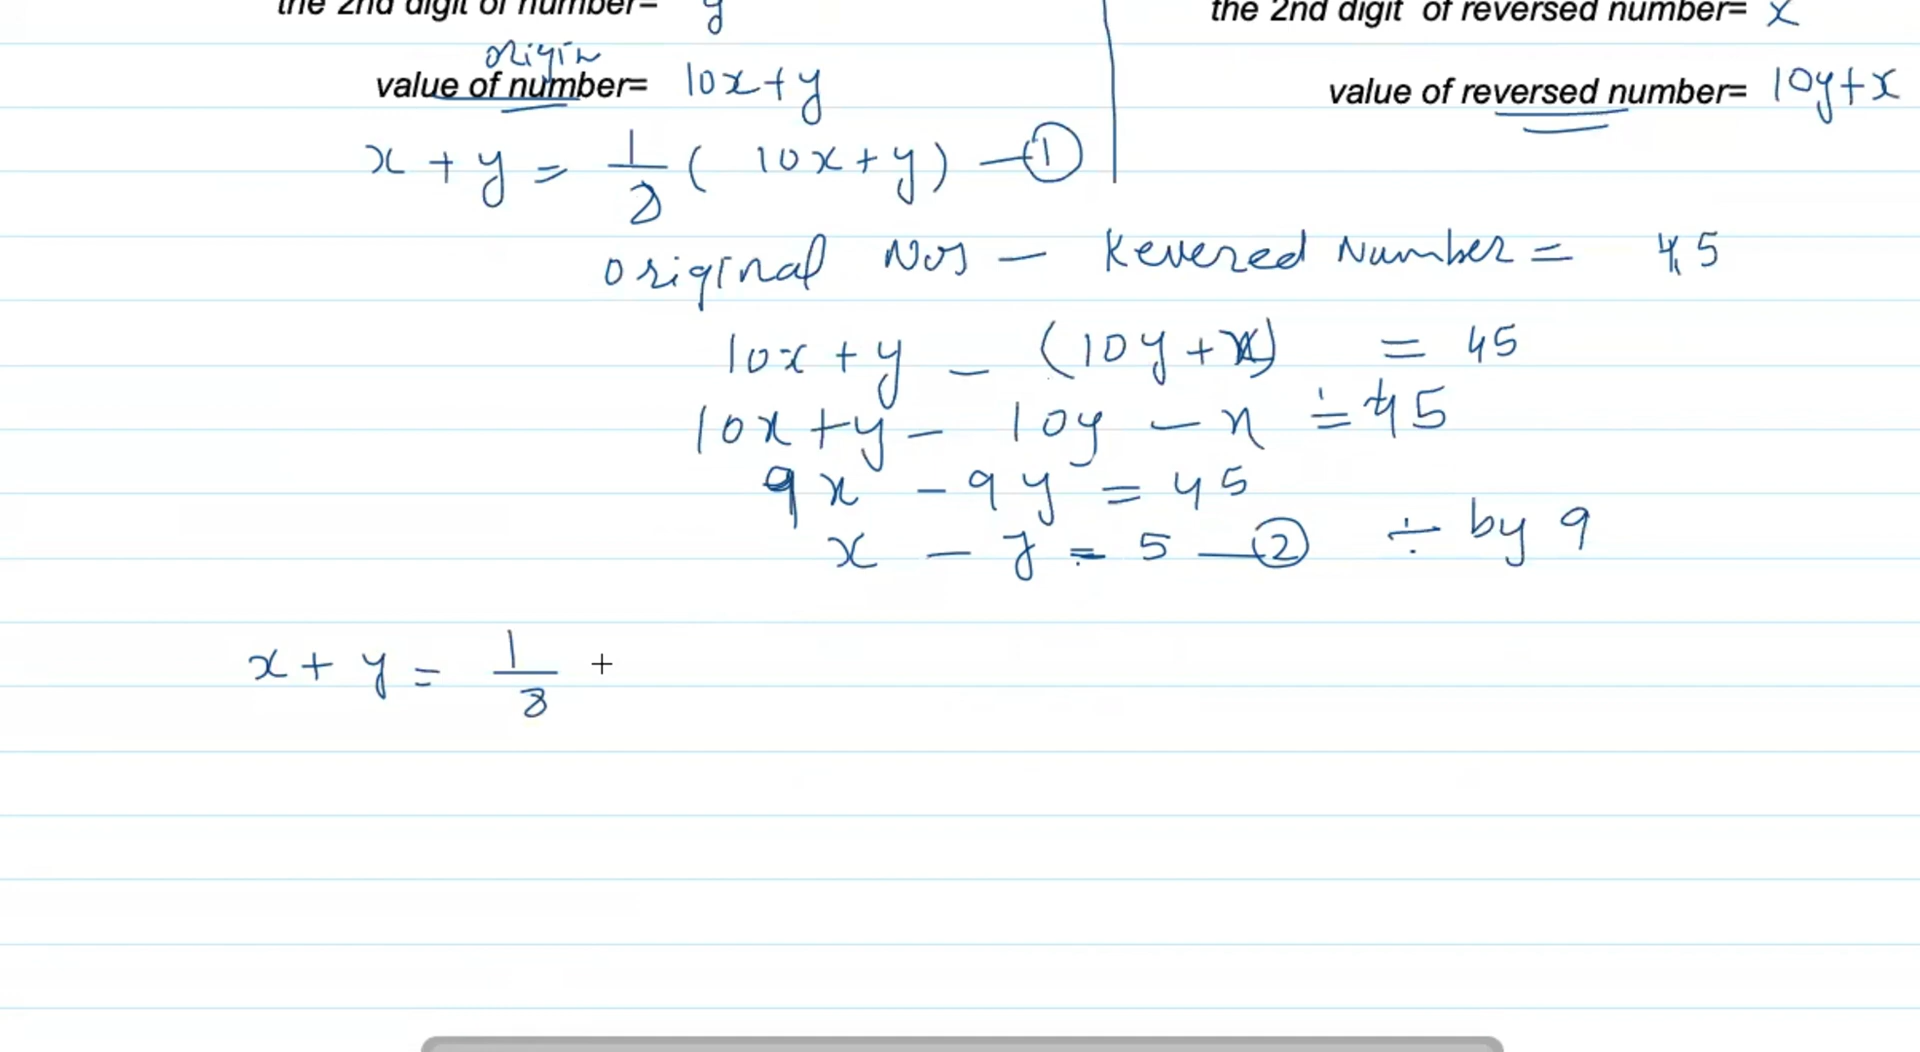 the 2nd digit of number= y
the 2nd digit of reversed number= x
origin
value of number= 10x+y
value of reversed number= 10y+x
x + y = 1/8 ( 10x+y) — ①
original Nos — Revered Number = 45
10x + y — (10y + x) = 45
10x + y — 10y — x = 45
9x — 9y = 45
x — y = 5 — ② ÷ by 9
x + y = 1/8